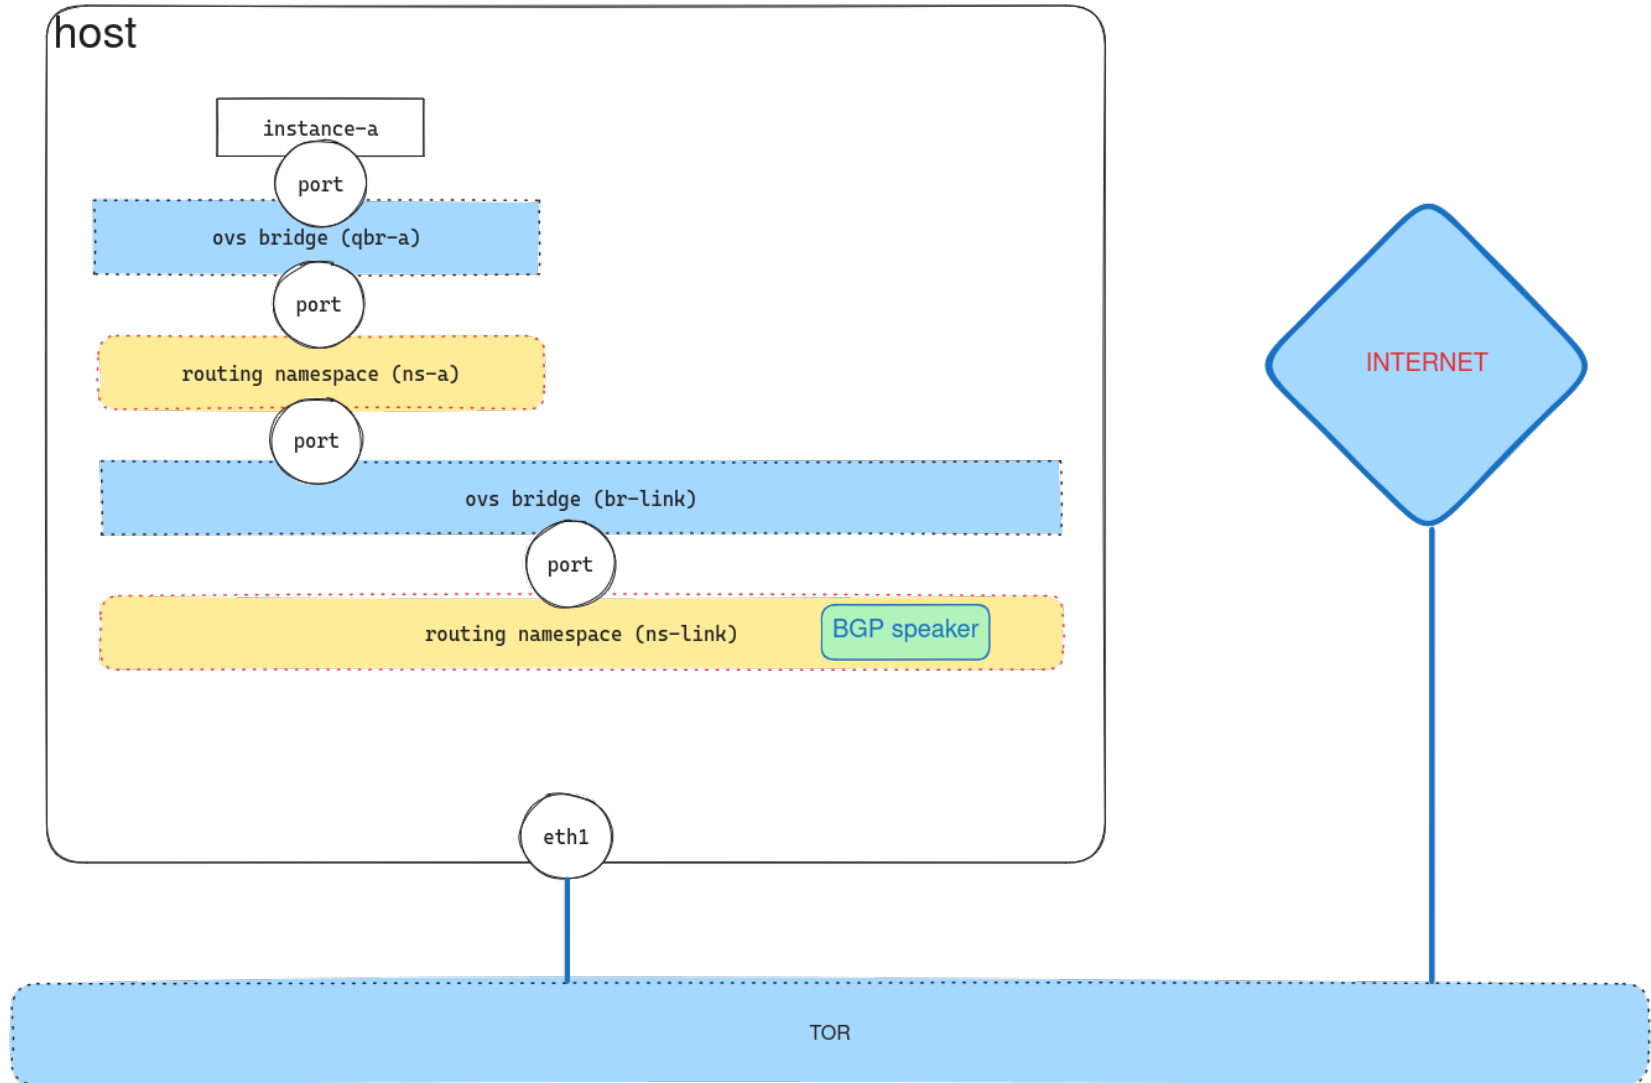 host
instance-a
port
ovs bridge (qbr-a)
port
routing namespace (ns-a)
port
ovs bridge (br-link)
port
routing namespace (ns-link)
BGP speaker
eth1
INTERNET
TOR